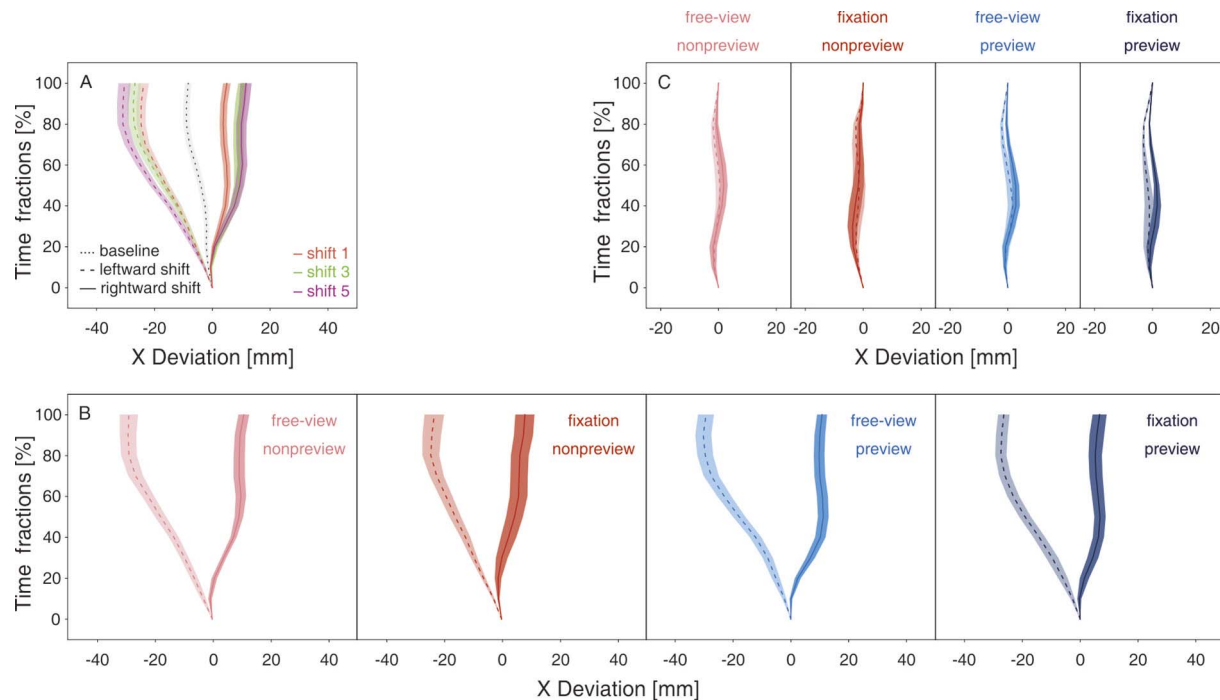 A
Time fractions [%]
100
80
60
40
20
0
baseline
leftward shift
rightward shift
shift 1
shift 3
shift 5
-40 -20 0 20 40
X Deviation [mm]
free-view nonpreview
fixation nonpreview
free-view preview
fixation preview
C
Time fractions [%]
100
80
60
40
20
0
-20 0 20 -20 0 20 -20 0 20 -20 0 20
X Deviation [mm]
B
Time fractions [%]
100
80
60
40
20
0
free-view nonpreview
fixation nonpreview
free-view preview
fixation preview
-40 -20 0 20 40 -20 0 20 40 -20 0 20 40 -20 0 20 40
X Deviation [mm]